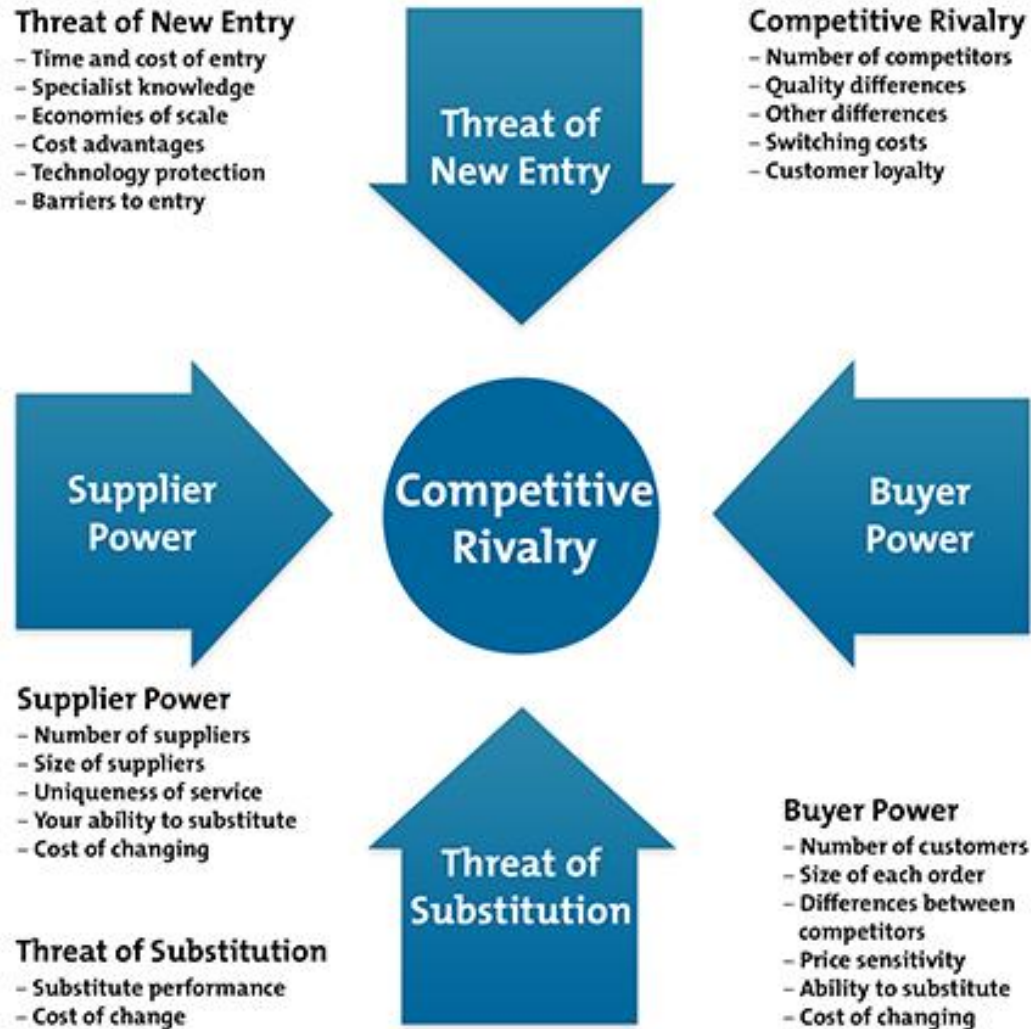 Threat of New Entry
– Time and cost of entry
– Specialist knowledge
– Economies of scale
– Cost advantages
– Technology protection
– Barriers to entry
Threat of
New Entry
Competitive Rivalry
– Number of competitors
– Quality differences
– Other differences
– Switching costs
– Customer loyalty
Supplier
Power
Competitive
Rivalry
Buyer
Power
Supplier Power
– Number of suppliers
– Size of suppliers
– Uniqueness of service
– Your ability to substitute
– Cost of changing
Threat of Substitution
– Substitute performance
– Cost of change
Threat of
Substitution
Buyer Power
– Number of customers
– Size of each order
– Differences between
competitors
– Price sensitivity
– Ability to substitute
– Cost of changing